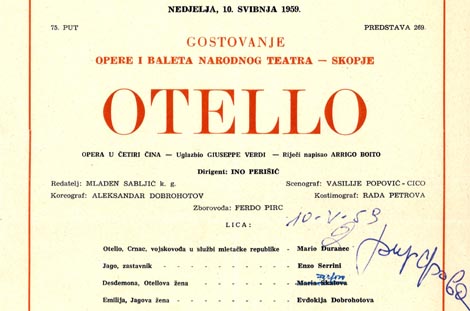 NEDJELJA, 10. SVIBNJA 1959.
75. PUT PREDSTAVA 269.
GOSTOVANJE
OPERE I BALETA NARODNOG TEATRA — SKOPJE
OTELLO
OPERA U ČETIRI ČINA — Uglazbio GIUSEPPE VERDI — Riječi napisao ARRIGO BOITO
Dirigent: INO PERIŠIĆ
Redatelj: MLADEN SABLJIĆ k. g. Scenograf: VASILIJE POPOVIĆ-CICO
Koreograf: ALEKSANDAR DOBROHOTOV Kostimograf: RADA PETROVA
Zborovođa: FERDO PIRC
10-V-59
LICA:
Otello, Crnac, vojskovođa u službi mletačke republike Mario Đuranec
Jago, zastavnik Enzo Serrini
Desdemona, Otellova žena Maria Skalova
Emilija, Jagova žena Evdokija Dobrohotova